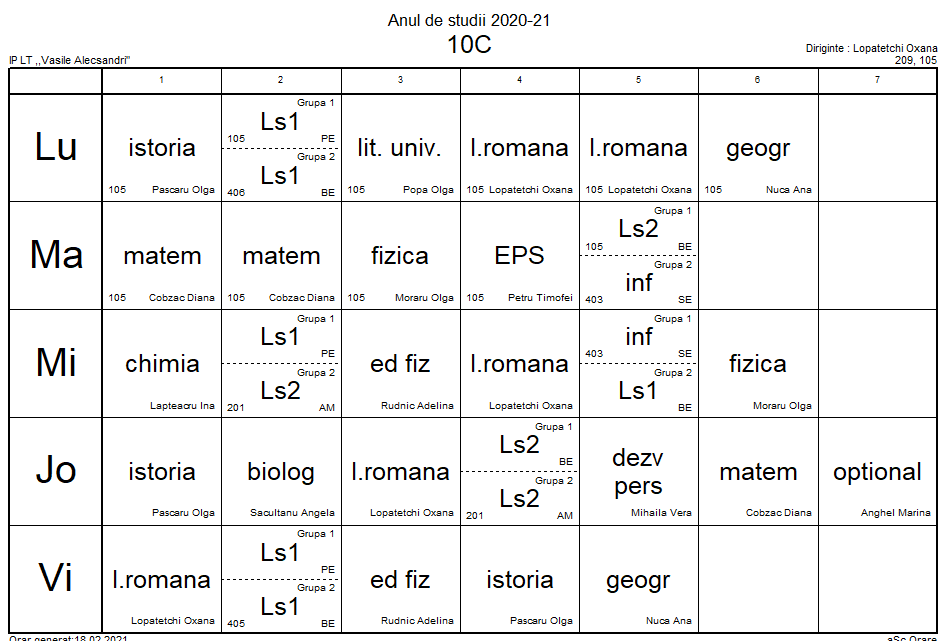 Anul de studii 2020-21
10C
IP LT ,,Vasile Alecsandri"
Diriginte : Lopatetchi Oxana
209, 105
1 2 3 4 5 6 7
Lu
istoria
105 Pascaru Olga
Grupa 1
Ls1
105 PE
Grupa 2
Ls1
406 BE
lit. univ.
105 Popa Olga
l.romana
105 Lopatetchi Oxana
l.romana
105 Lopatetchi Oxana
geogr
105 Nuca Ana
Ma
matem
105 Cobzac Diana
matem
105 Cobzac Diana
fizica
105 Moraru Olga
EPS
105 Petru Timofei
Grupa 1
Ls2
105 BE
Grupa 2
inf
403 SE
Mi
chimia
Lapteacru Ina
Grupa 1
Ls1
PE
Grupa 2
Ls2
201 AM
ed fiz
Rudnic Adelina
l.romana
Lopatetchi Oxana
Grupa 1
inf
403 SE
Grupa 2
Ls1
BE
fizica
Moraru Olga
Jo
istoria
Pascaru Olga
biolog
Sacultanu Angela
l.romana
Lopatetchi Oxana
Grupa 1
Ls2
BE
Grupa 2
Ls2
201 AM
dezv
pers
Mihaila Vera
matem
Cobzac Diana
optional
Anghel Marina
Vi
l.romana
Lopatetchi Oxana
Grupa 1
Ls1
PE
Grupa 2
Ls1
405 BE
ed fiz
Rudnic Adelina
istoria
Pascaru Olga
geogr
Nuca Ana
Orar generat:18.02.2021
aSc Orare